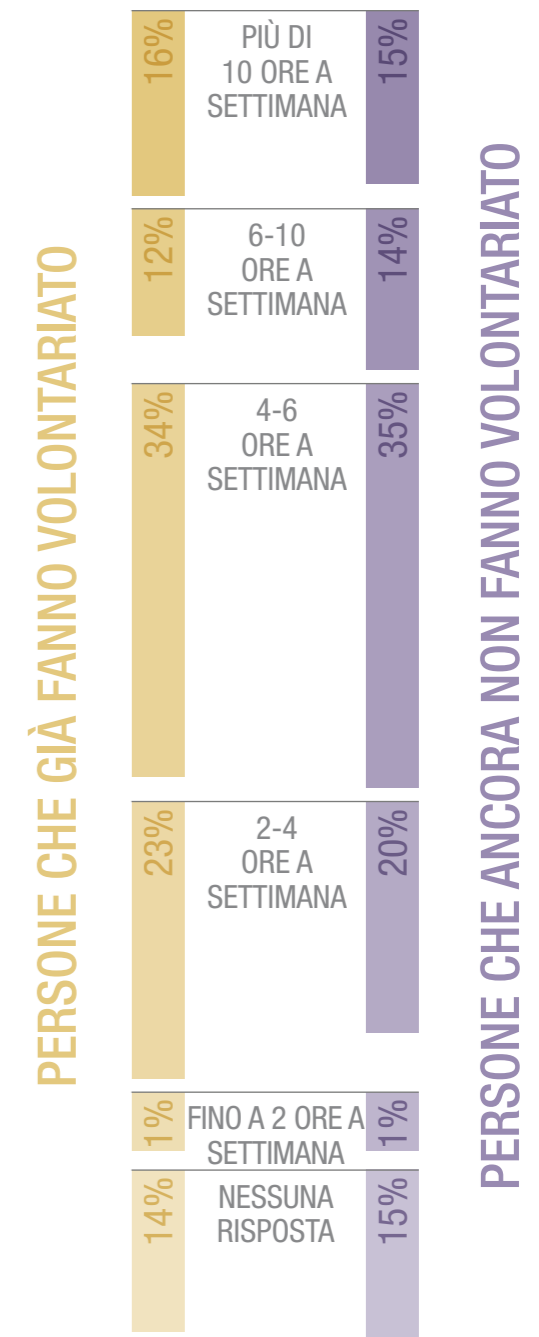 PERSONE CHE GIÀ FANNO VOLONTARIATO
16%
PIÙ DI
10 ORE A
SETTIMANA
15%
12%
6-10
ORE A
SETTIMANA
14%
34%
4-6
ORE A
SETTIMANA
35%
23%
2-4
ORE A
SETTIMANA
20%
1%
FINO A 2 ORE A
SETTIMANA
1%
14%
NESSUNA
RISPOSTA
15%
PERSONE CHE ANCORA NON FANNO VOLONTARIATO